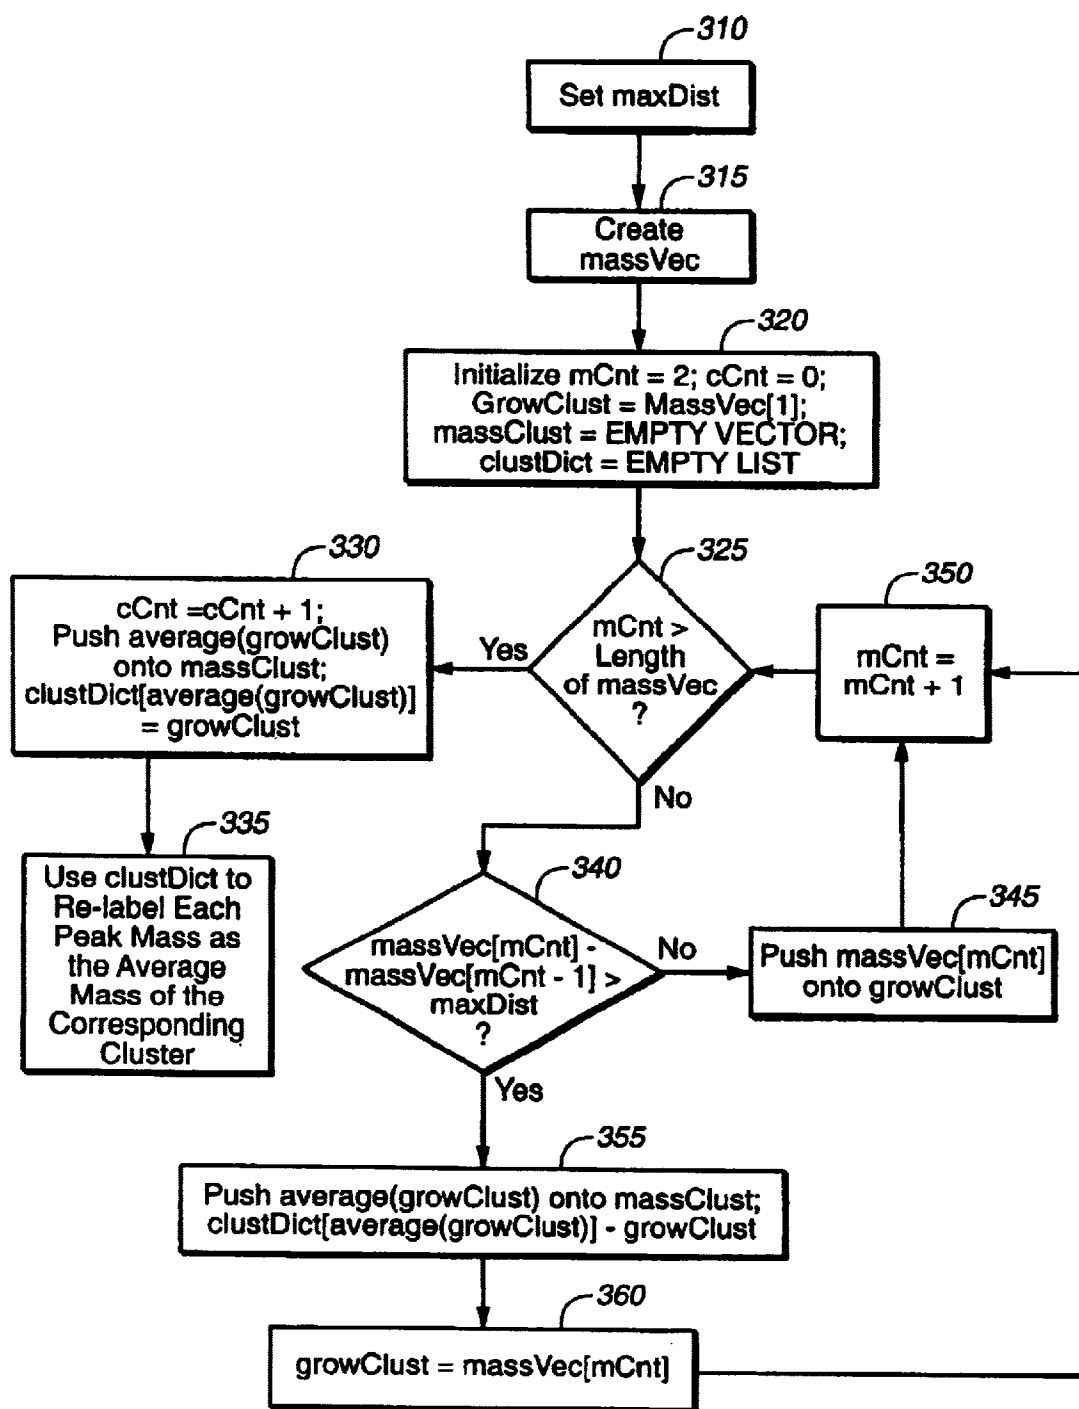 310
Set maxDist
315
Create
massVec
320
Initialize mCnt = 2; cCnt = 0;
GrowClust = MassVec[1];
massClust = EMPTY VECTOR;
clustDict = EMPTY LIST
325
mCnt >
Length
of massVec
?
Yes
No
330
cCnt =cCnt + 1;
Push average(growClust)
onto massClust;
clustDict[average(growClust)]
= growClust
335
Use clustDict to
Re-label Each
Peak Mass as
the Average
Mass of the
Corresponding
Cluster
350
mCnt =
mCnt + 1
340
massVec[mCnt] -
massVec[mCnt - 1] >
maxDist
?
No
Yes
345
Push massVec[mCnt]
onto growClust
355
Push average(growClust) onto massClust;
clustDict[average(growClust)] - growClust
360
growClust = massVec[mCnt]